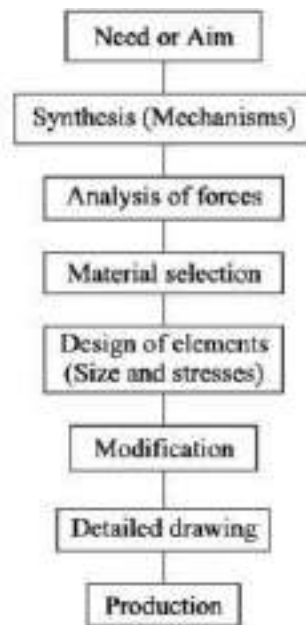 Need or Aim
Synthesis (Mechanisms)
Analysis of forces
Material selection
Design of elements
(Size and stresses)
Modification
Detailed drawing
Production